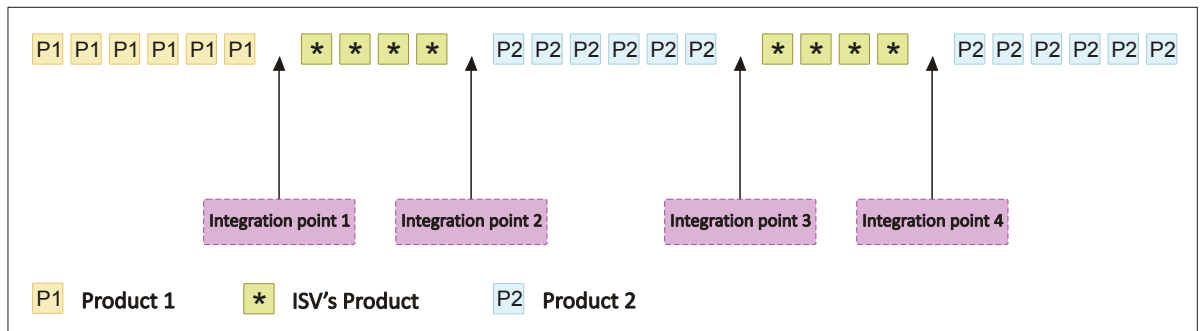 P1 P1 P1 P1 P1 P1 * * * * P2 P2 P2 P2 P2 P2 * * * * P2 P2 P2 P2 P2 P2
Integration point 1 Integration point 2 Integration point 3 Integration point 4
P1 Product 1 * ISV’s Product P2 Product 2